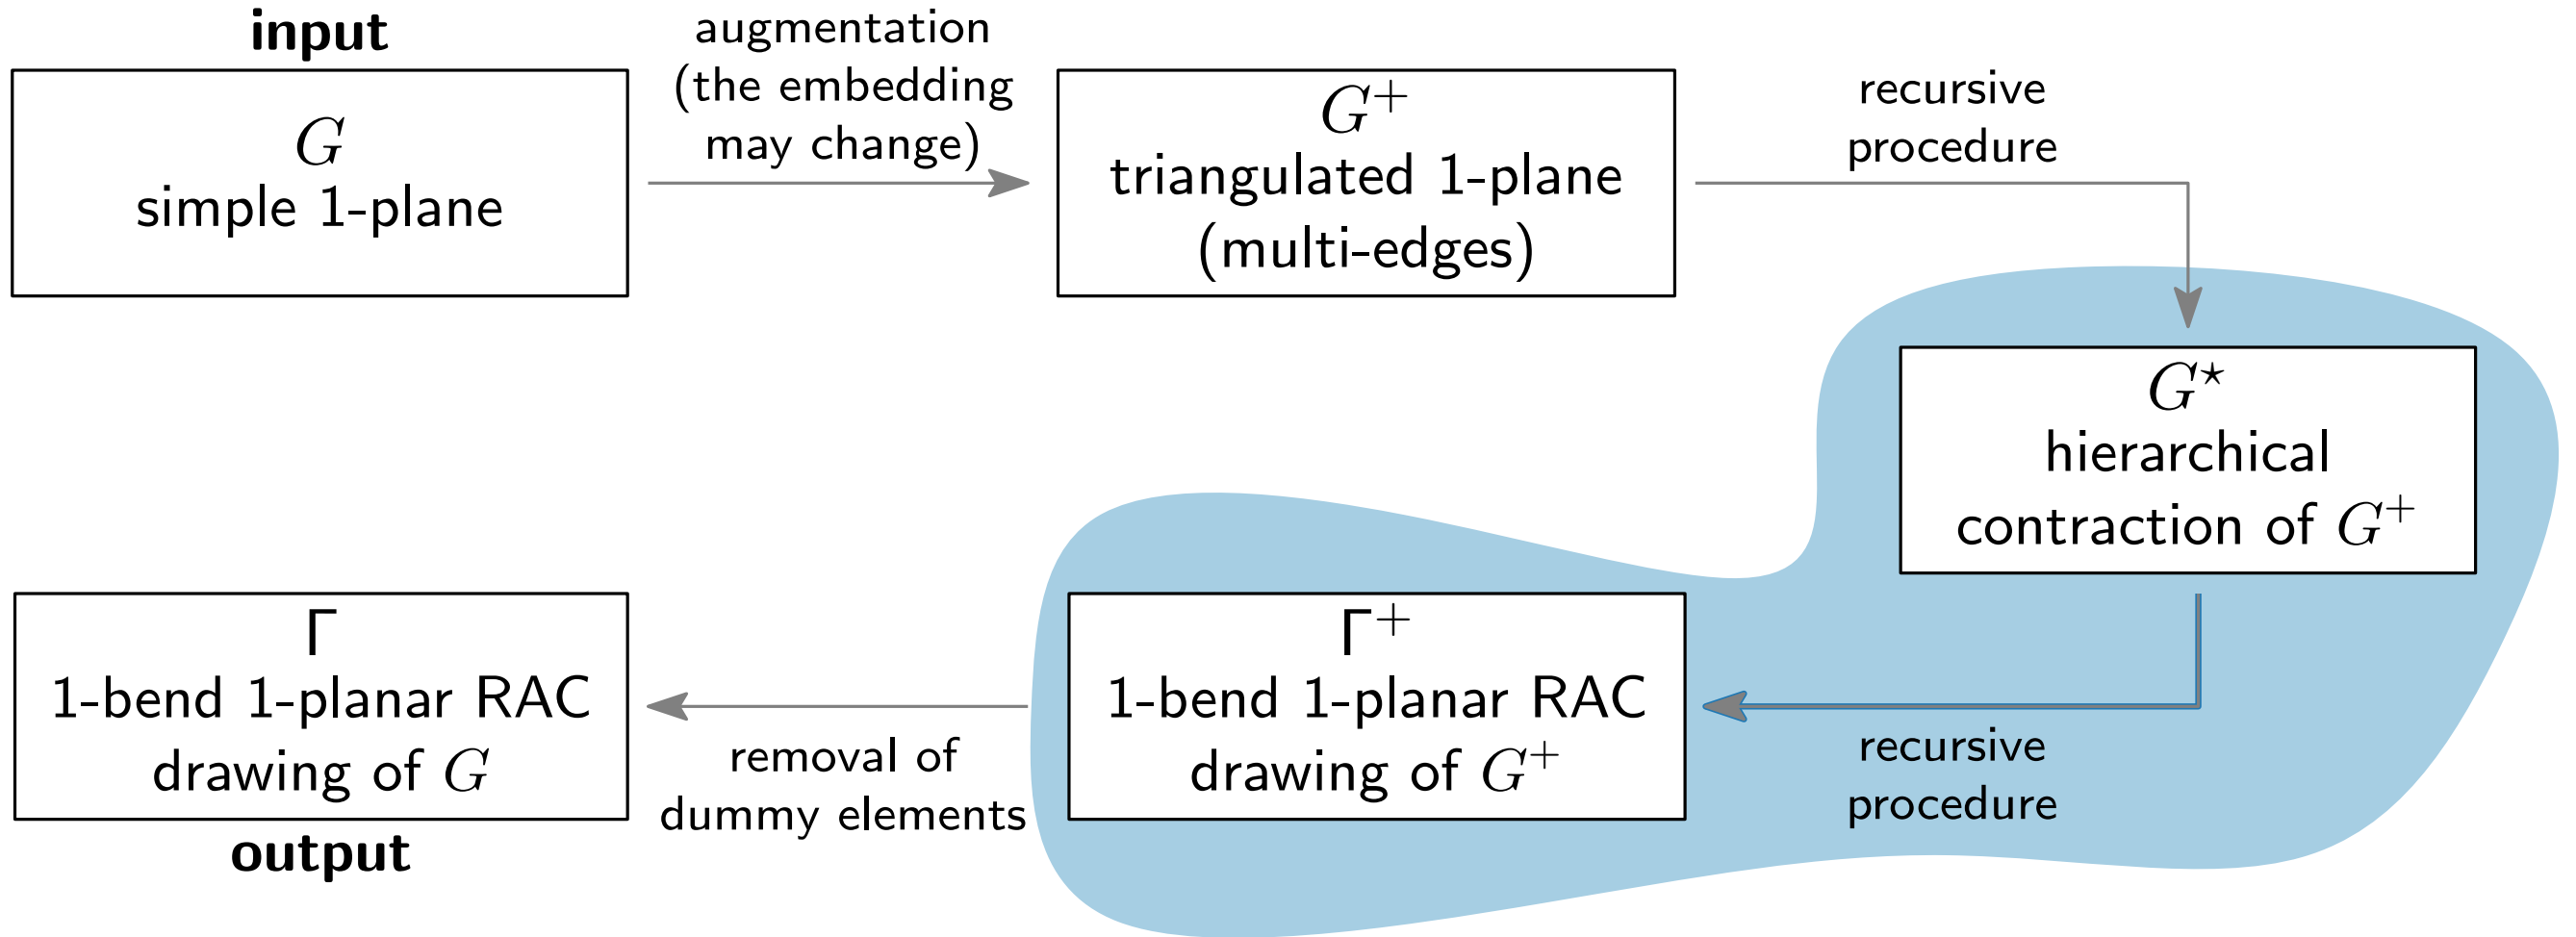 input
G
simple 1-plane
augmentation
(the embedding
may change)
G⁺
triangulated 1-plane
(multi-edges)
recursive
procedure
G⋆
hierarchical
contraction of G⁺
recursive
procedure
Γ⁺
1-bend 1-planar RAC
drawing of G⁺
removal of
dummy elements
Γ
1-bend 1-planar RAC
drawing of G
output